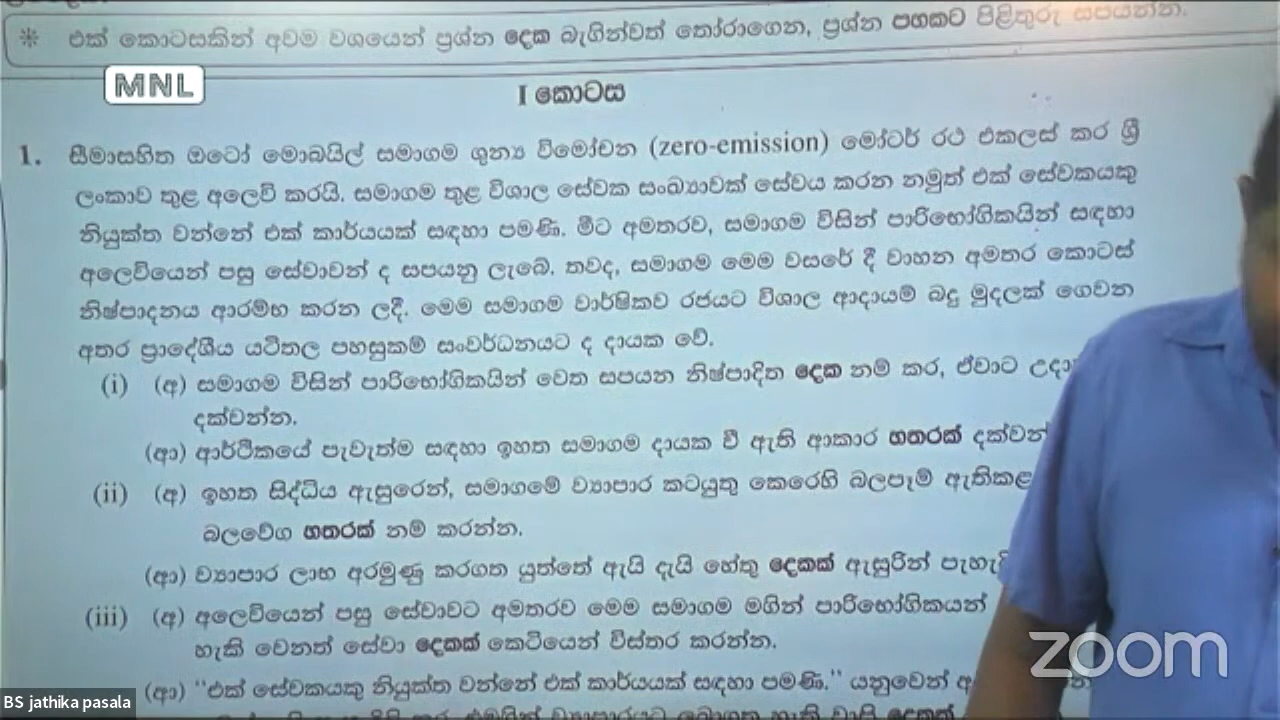 ✳ එක් කොටසකින් අවම වශයෙන් ප්‍රශ්න දෙක බැගින්වත් තෝරාගෙන, ප්‍රශ්න පහකට පිළිතුරු සපයන්න.
MNL
I කොටස
1. සීමාසහිත ඔටෝ මොබයිල් සමාගම ශුන්‍ය විමෝචන (zero-emission) මෝටර් රථ එකලස් කර ශ්‍රී
ලංකාව තුළ අලෙවි කරයි. සමාගම තුළ විශාල සේවක සංඛ්‍යාවක් සේවය කරන නමුත් එක් සේවකයකු
නියුක්ත වන්නේ එක් කාර්යයක් සඳහා පමණි. මීට අමතරව, සමාගම විසින් පාරිභෝගිකයින් සඳහා
අලෙවියෙන් පසු සේවාවන් ද සපයනු ලැබේ. තවද, සමාගම මෙම වසරේ දී වාහන අමතර කොටස්
නිෂ්පාදනය ආරම්භ කරන ලදී. මෙම සමාගම වාර්ෂිකව රජයට විශාල ආදායම් බදු මුදලක් ගෙවන
අතර ප්‍රාදේශීය යටිතල පහසුකම් සංවර්ධනයට ද දායක වේ.
(i) (අ) සමාගම විසින් පාරිභෝගිකයින් වෙත සපයන නිෂ්පාදිත දෙක නම් කර, ඒවාට
දක්වන්න.
(ආ) ආර්ථිකයේ පැවැත්ම සඳහා ඉහත සමාගම දායක වී ඇති ආකාර හතරක්
(ii) (අ) ඉහත සිද්ධිය ඇසුරෙන්, සමාගමේ ව්‍යාපාර කටයුතු කෙරෙහි බලපෑම් ඇතිකළ
බලවේග හතරක් නම් කරන්න.
(ආ) ව්‍යාපාර ලාභ අරමුණු කරගත යුත්තේ ඇයි දැයි හේතු දෙකක් ඇසුරින්
(iii) (අ) අලෙවියෙන් පසු සේවාවට අමතරව මෙම සමාගම මගින් පාරිභෝගිකයන්
හැකි වෙනත් සේවා දෙකක් කෙටියෙන් විස්තර කරන්න.
(ආ) “එක් සේවකයකු නියුක්ත වන්නේ එක් කාර්යයක් සඳහා පමණි.” යනුවෙන්
zoom
BS jathika pasala